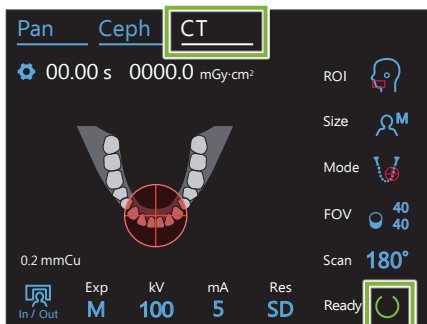 Pan Ceph CT
00.00 s 0000.0 mGy·cm²
ROI
Size M
Mode
FOV 40
40
0.2 mmCu
Scan 180°
Exp kV mA Res
In / Out M 100 5 SD
Ready